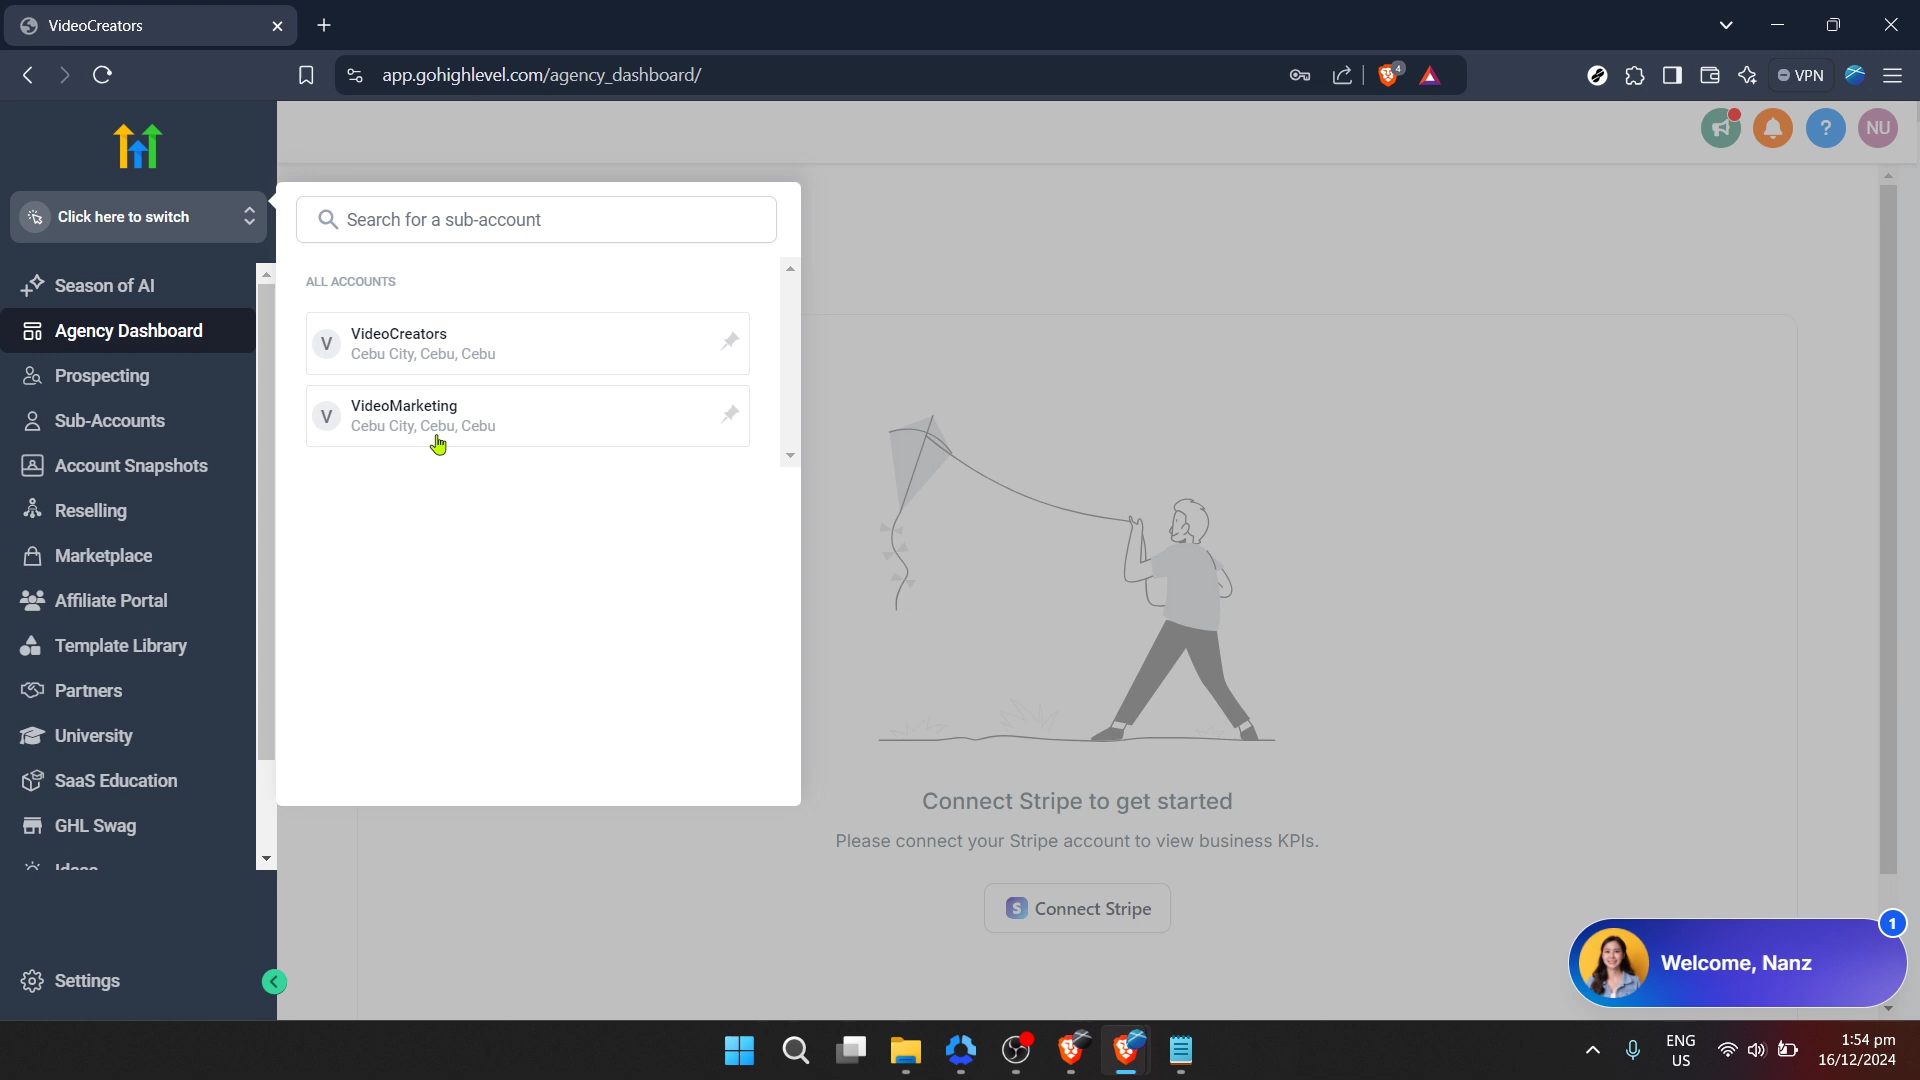 VideoCreators
app.gohighlevel.com/agency_dashboard/
4
VPN
NU
Click here to switch
Search for a sub-account
ALL ACCOUNTS
V
VideoCreators
Cebu City, Cebu, Cebu
V
VideoMarketing
Cebu City, Cebu, Cebu
Season of AI
Agency Dashboard
Prospecting
Sub-Accounts
Account Snapshots
Reselling
Marketplace
Affiliate Portal
Template Library
Partners
University
SaaS Education
GHL Swag
Ideas
Settings
Connect Stripe to get started
Please connect your Stripe account to view business KPIs.
S Connect Stripe
1
Welcome, Nanz
ENG
US
1:54 pm
16/12/2024